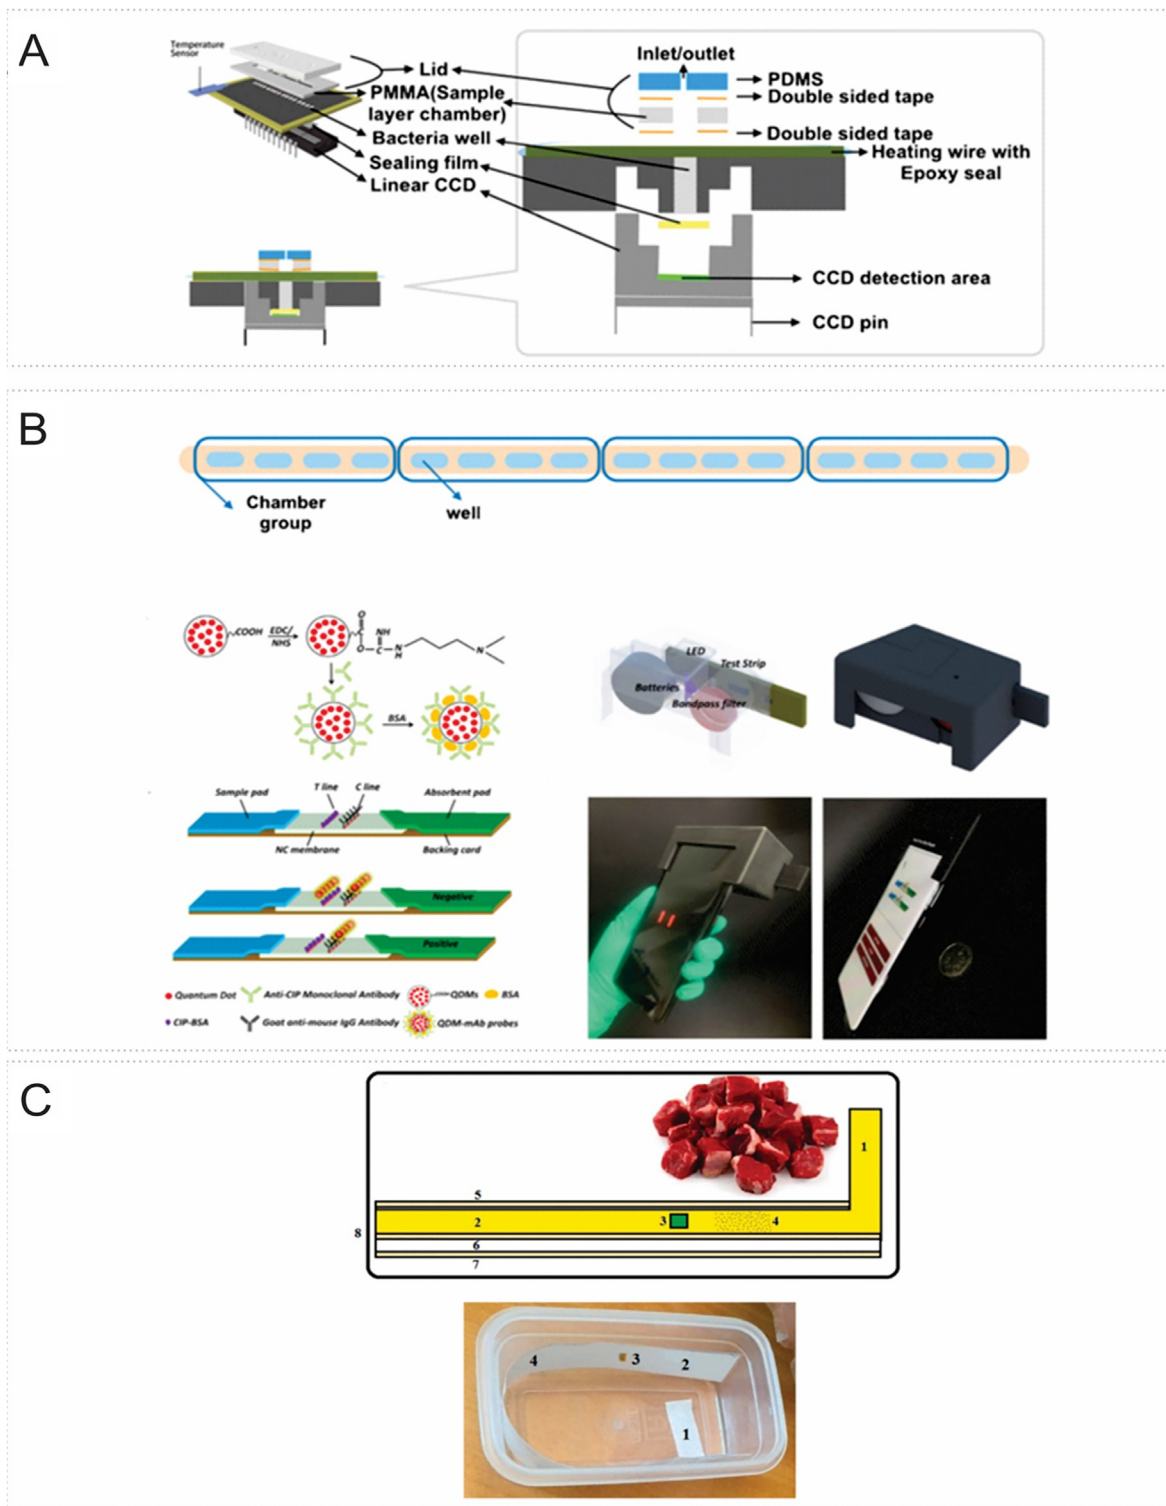 A
Temperature
Sensor
Lid
PMMA(Sample
layer chamber)
Bacteria well
Sealing film
Linear CCD
Inlet/outlet
PDMS
Double sided tape
Double sided tape
Heating wire with
Epoxy seal
CCD detection area
CCD pin
B
Chamber
group
well
COOH
EDC/
NHS
O
C
O
NH
C
N
H
N
BSA
Sample pad
T line
C line
Absorbent pad
NC membrane
Backing card
Negative
Positive
Quantum Dot
Anti-CIP Monoclonal Antibody
COOH QDMs
BSA
CIP-BSA
Goat anti-mouse IgG Antibody
QDM-mAb probes
LED
Test Strip
Batteries
Bandpass filter
C
1
5
2
3
4
8
6
7
4
3
2
1